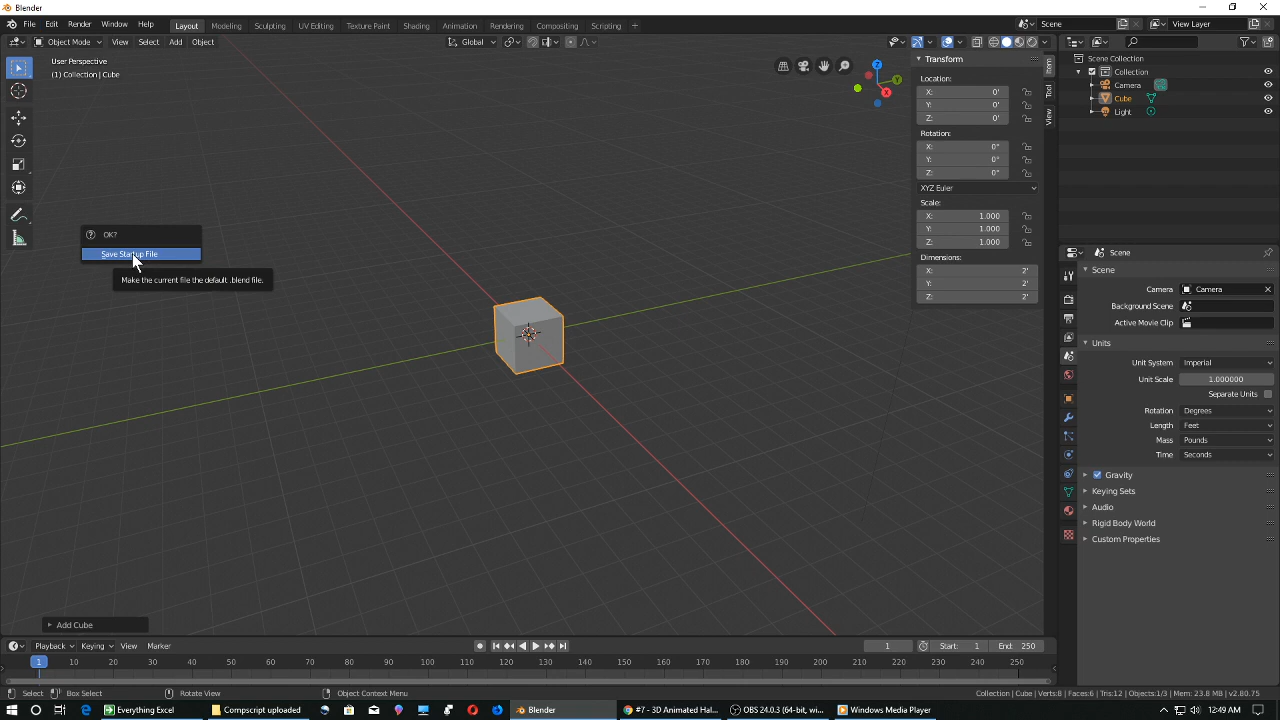 Blender
File Edit Render Window Help Layout Modeling Sculpting UV Editing Texture Paint Shading Animation Rendering Compositing Scripting + Scene View Layer
Object Mode View Select Add Object Global
User Perspective
(1) Collection | Cube
Z
Y
X
OK?
Save Startup File
Make the current file the default .blend file.
Transform
Location:
X: 0'
Y: 0'
Z: 0'
Rotation:
X: 0°
Y: 0°
Z: 0°
XYZ Euler
Scale:
X: 1.000
Y: 1.000
Z: 1.000
Dimensions:
X: 2'
Y: 2'
Z: 2'
Item
Tool
View
Scene Collection
Collection
Camera
Cube
Light
Scene
Scene
Camera Camera
Background Scene
Active Movie Clip
Units
Unit System Imperial
Unit Scale 1.000000
Separate Units
Rotation Degrees
Length Feet
Mass Pounds
Time Seconds
Gravity
Keying Sets
Audio
Rigid Body World
Custom Properties
Add Cube
Playback Keying View Marker 1 Start: 1 End: 250
1 10 20 30 40 50 60 70 80 90 100 110 120 130 140 150 160 170 180 190 200 210 220 230 240 250
Select Box Select Rotate View Object Context Menu Collection | Cube | Verts:8 | Faces:6 | Tris:12 | Objects:1/3 | Mem: 23.8 MB | v2.80.75
Everything Excel Compscript uploaded Blender #7 - 3D Animated Hal... OBS 24.0.3 (64-bit, wi... Windows Media Player 12:49 AM